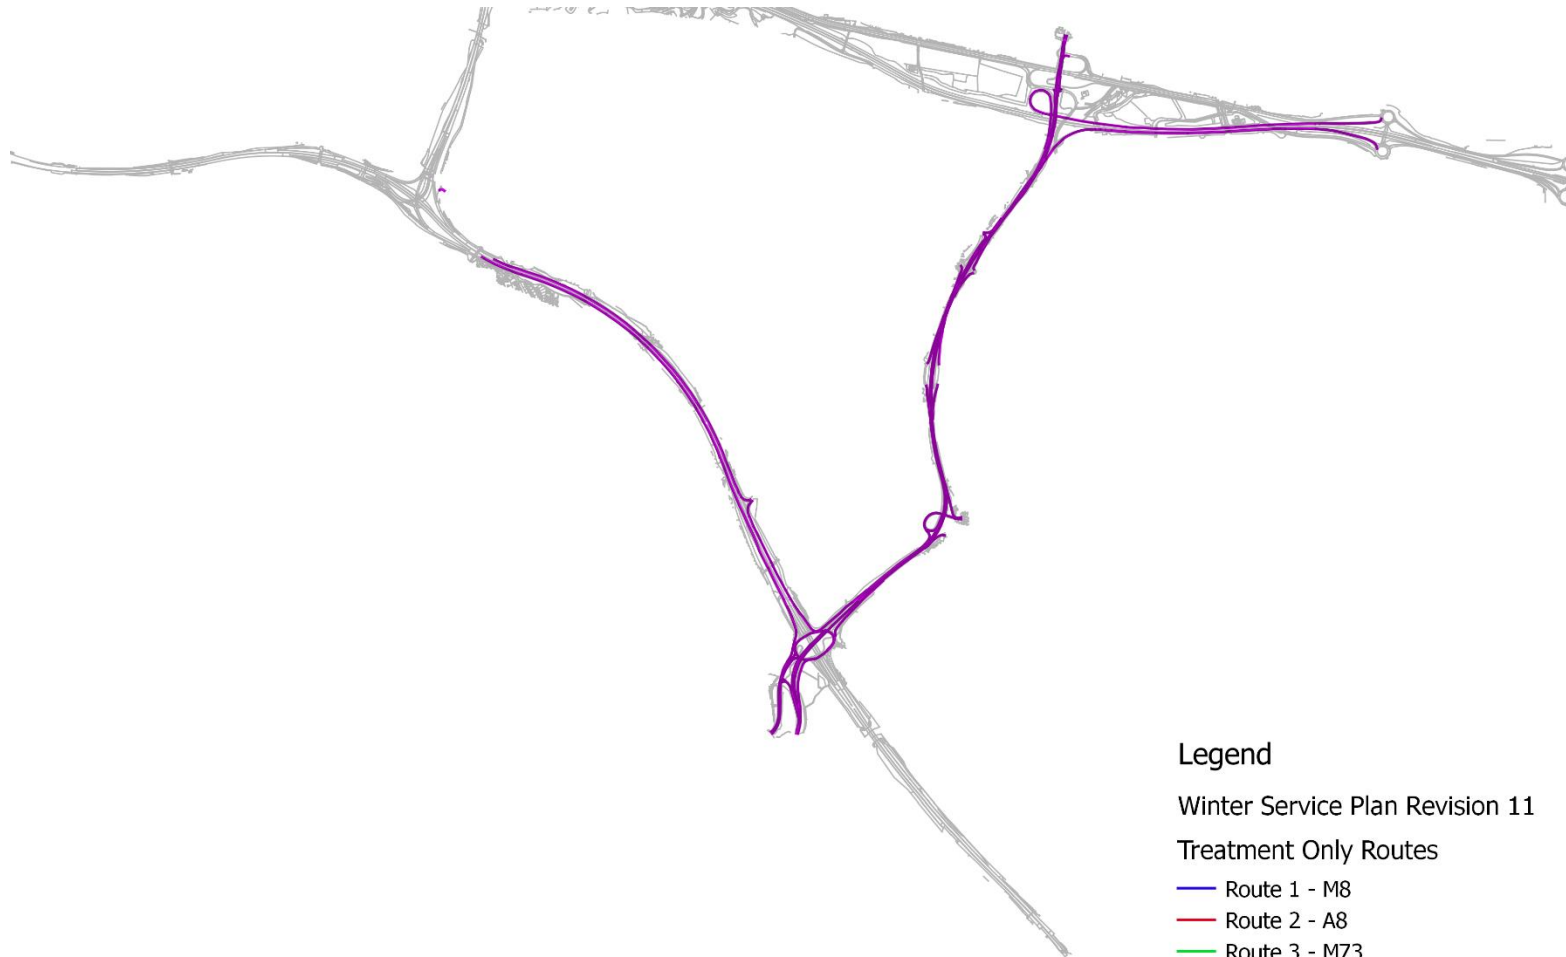 Legend
Winter Service Plan Revision 11
Treatment Only Routes
Route 1 - M8
Route 2 - A8
Route 3 - M73